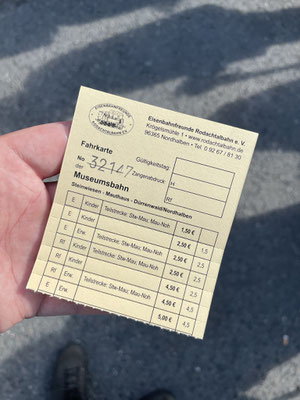 Eisenbahnfreunde Rodachtalbahn e. V.
Kingelsmühle 1 • www.rodachtalbahn.de
96365 Nordhalben • Tel. 0 92 67 / 81 30
Fahrkarte
Gültigkeitstag:
No 32147 Zangenabdruck:
der
H
Rf
Museumsbahn
Steinwiesen - Mauthaus - Dürrenwaid/Nordhalben
E Kinder Teilstrecke: Stw-Mau; Mau-Noh 1,50 € 1,5
Rf Kinder Teilstrecke: Stw-Mau; Mau-Noh 2,50 € 2,5
E Erw. Teilstrecke: Stw-Mau; Mau-Noh 2,50 € 2,5
E Kinder 2,50 € 2,5
Rf Erw. Teilstrecke: Stw-Mau; Mau-Noh 4,50 € 4,5
Rf Kinder 4,50 € 4,5
E Erw. 5,00 €